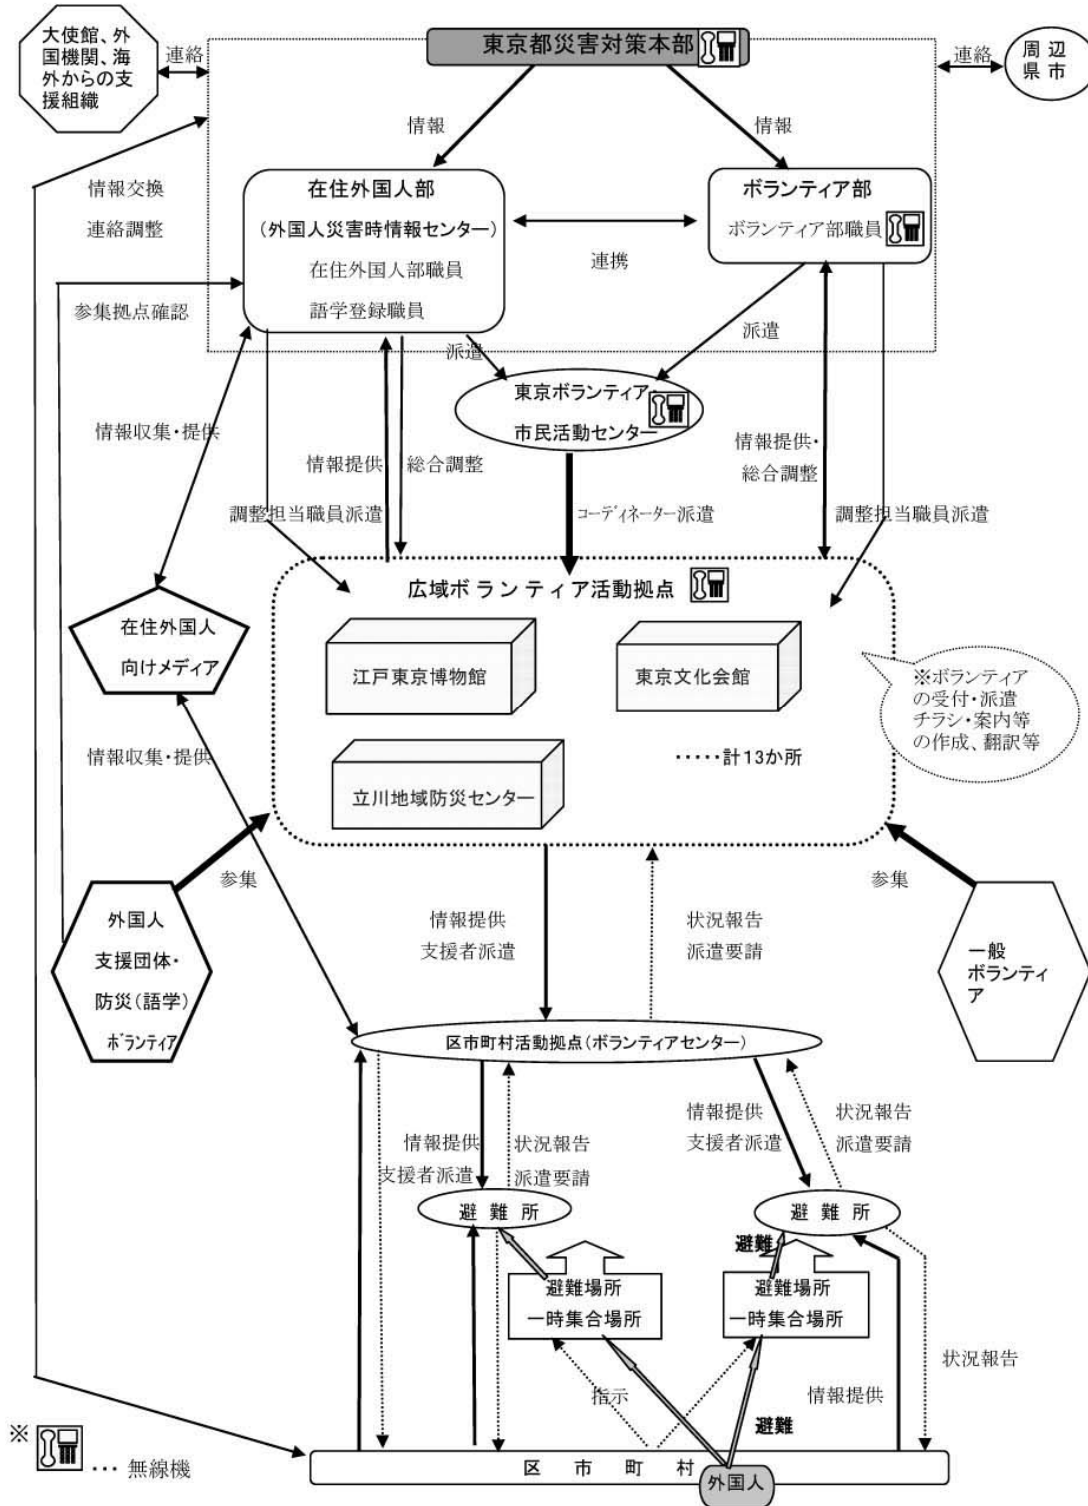 大使館、外
国機関、海
外からの支
援組織
連絡
東京都災害対策本部
連絡
周辺
県市
情報
情報
情報交換
連絡調整
在住外国人部
(外国人災害時情報センター)
在住外国人部職員
語学登録職員
連携
ボランティア部
ボランティア部職員
参集拠点確認
派遣
派遣
東京ボランティア・
市民活動センター
情報収集・提供
情報提供
総合調整
情報提供・
総合調整
調整担当職員派遣
コーディネーター派遣
調整担当職員派遣
広域ボランティア活動拠点
在住外国人
向けメディア
江戸東京博物館
東京文化会館
※ボランティア
の受付・派遣
チラシ・案内等
の作成、翻訳等
情報収集・提供
立川地域防災センター
・・・・・計13か所
参集
参集
外国人
支援団体・
防災(語学)
ボランティア
情報提供
支援者派遣
状況報告
派遣要請
一般
ボランティ
ア
区市町村活動拠点(ボランティアセンター)
情報提供
支援者派遣
状況報告
派遣要請
情報提供
支援者派遣
状況報告
派遣要請
避難所
避難所
避難
避難場所
一時集合場所
避難場所
一時集合場所
指示
避難
情報提供
状況報告
※ … 無線機
区市町村
外国人